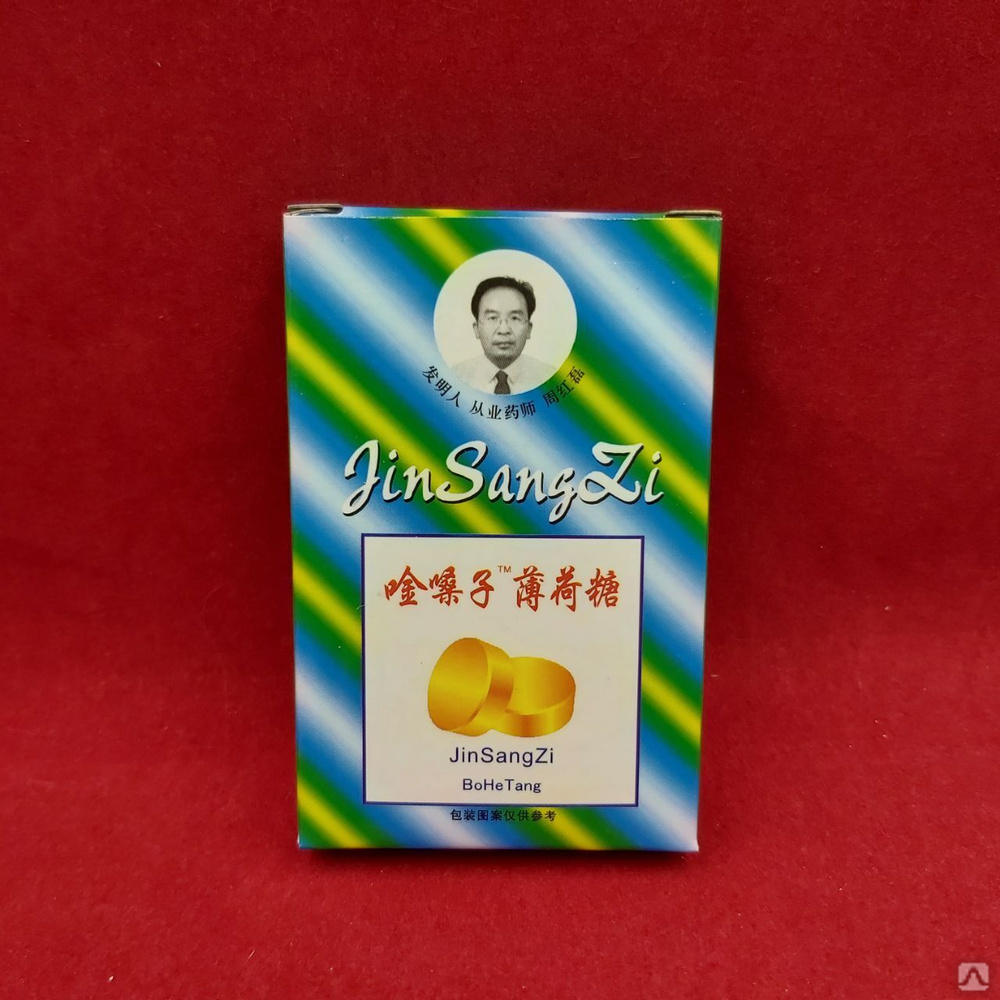 发明人 从业药师 周红磊
JinSangZi
唫嗓子™薄荷糖
JinSangZi
BoHeTang
包装图案仅供参考